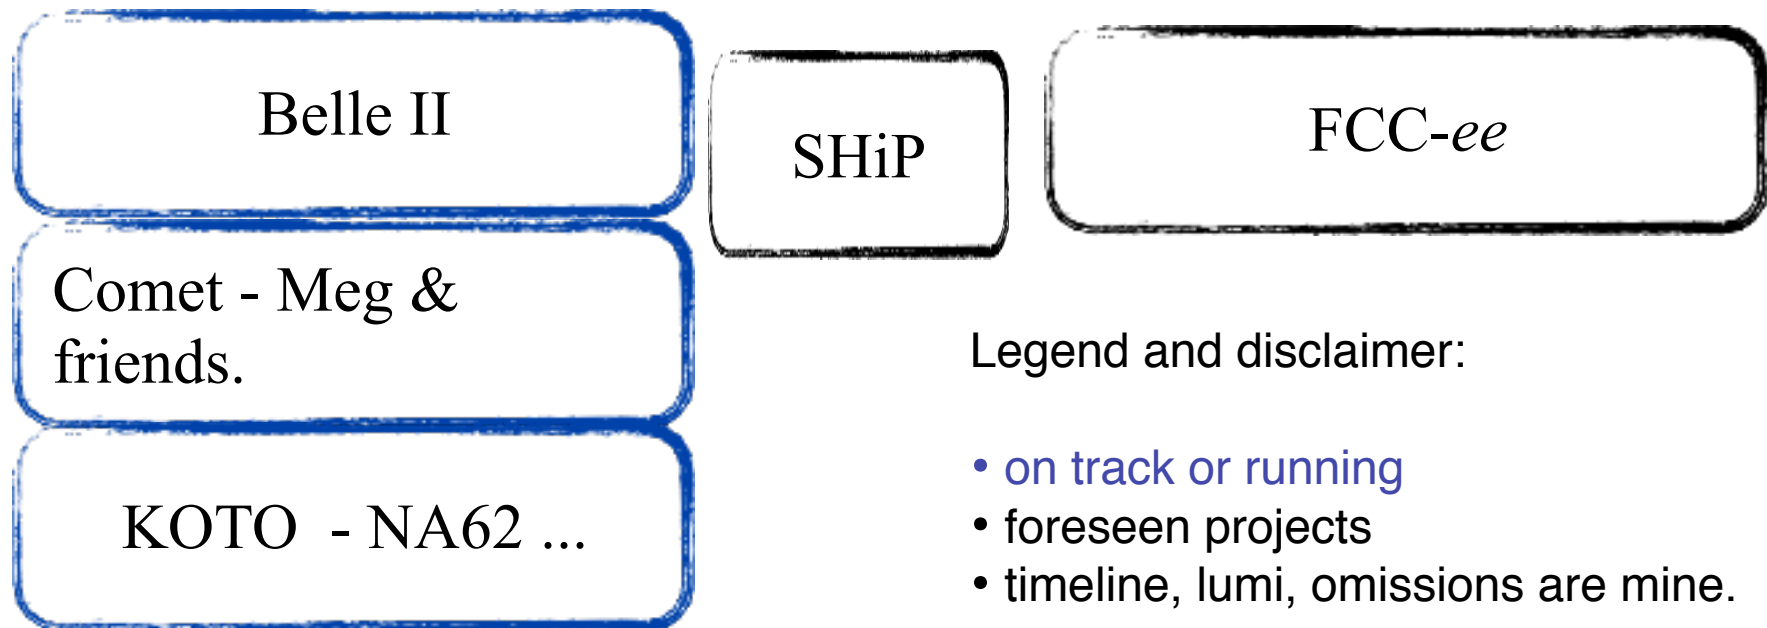 Belle II
SHiP
FCC-ee
Comet - Meg &
friends.
KOTO - NA62 ...
Legend and disclaimer:
• on track or running
• foreseen projects
• timeline, lumi, omissions are mine.